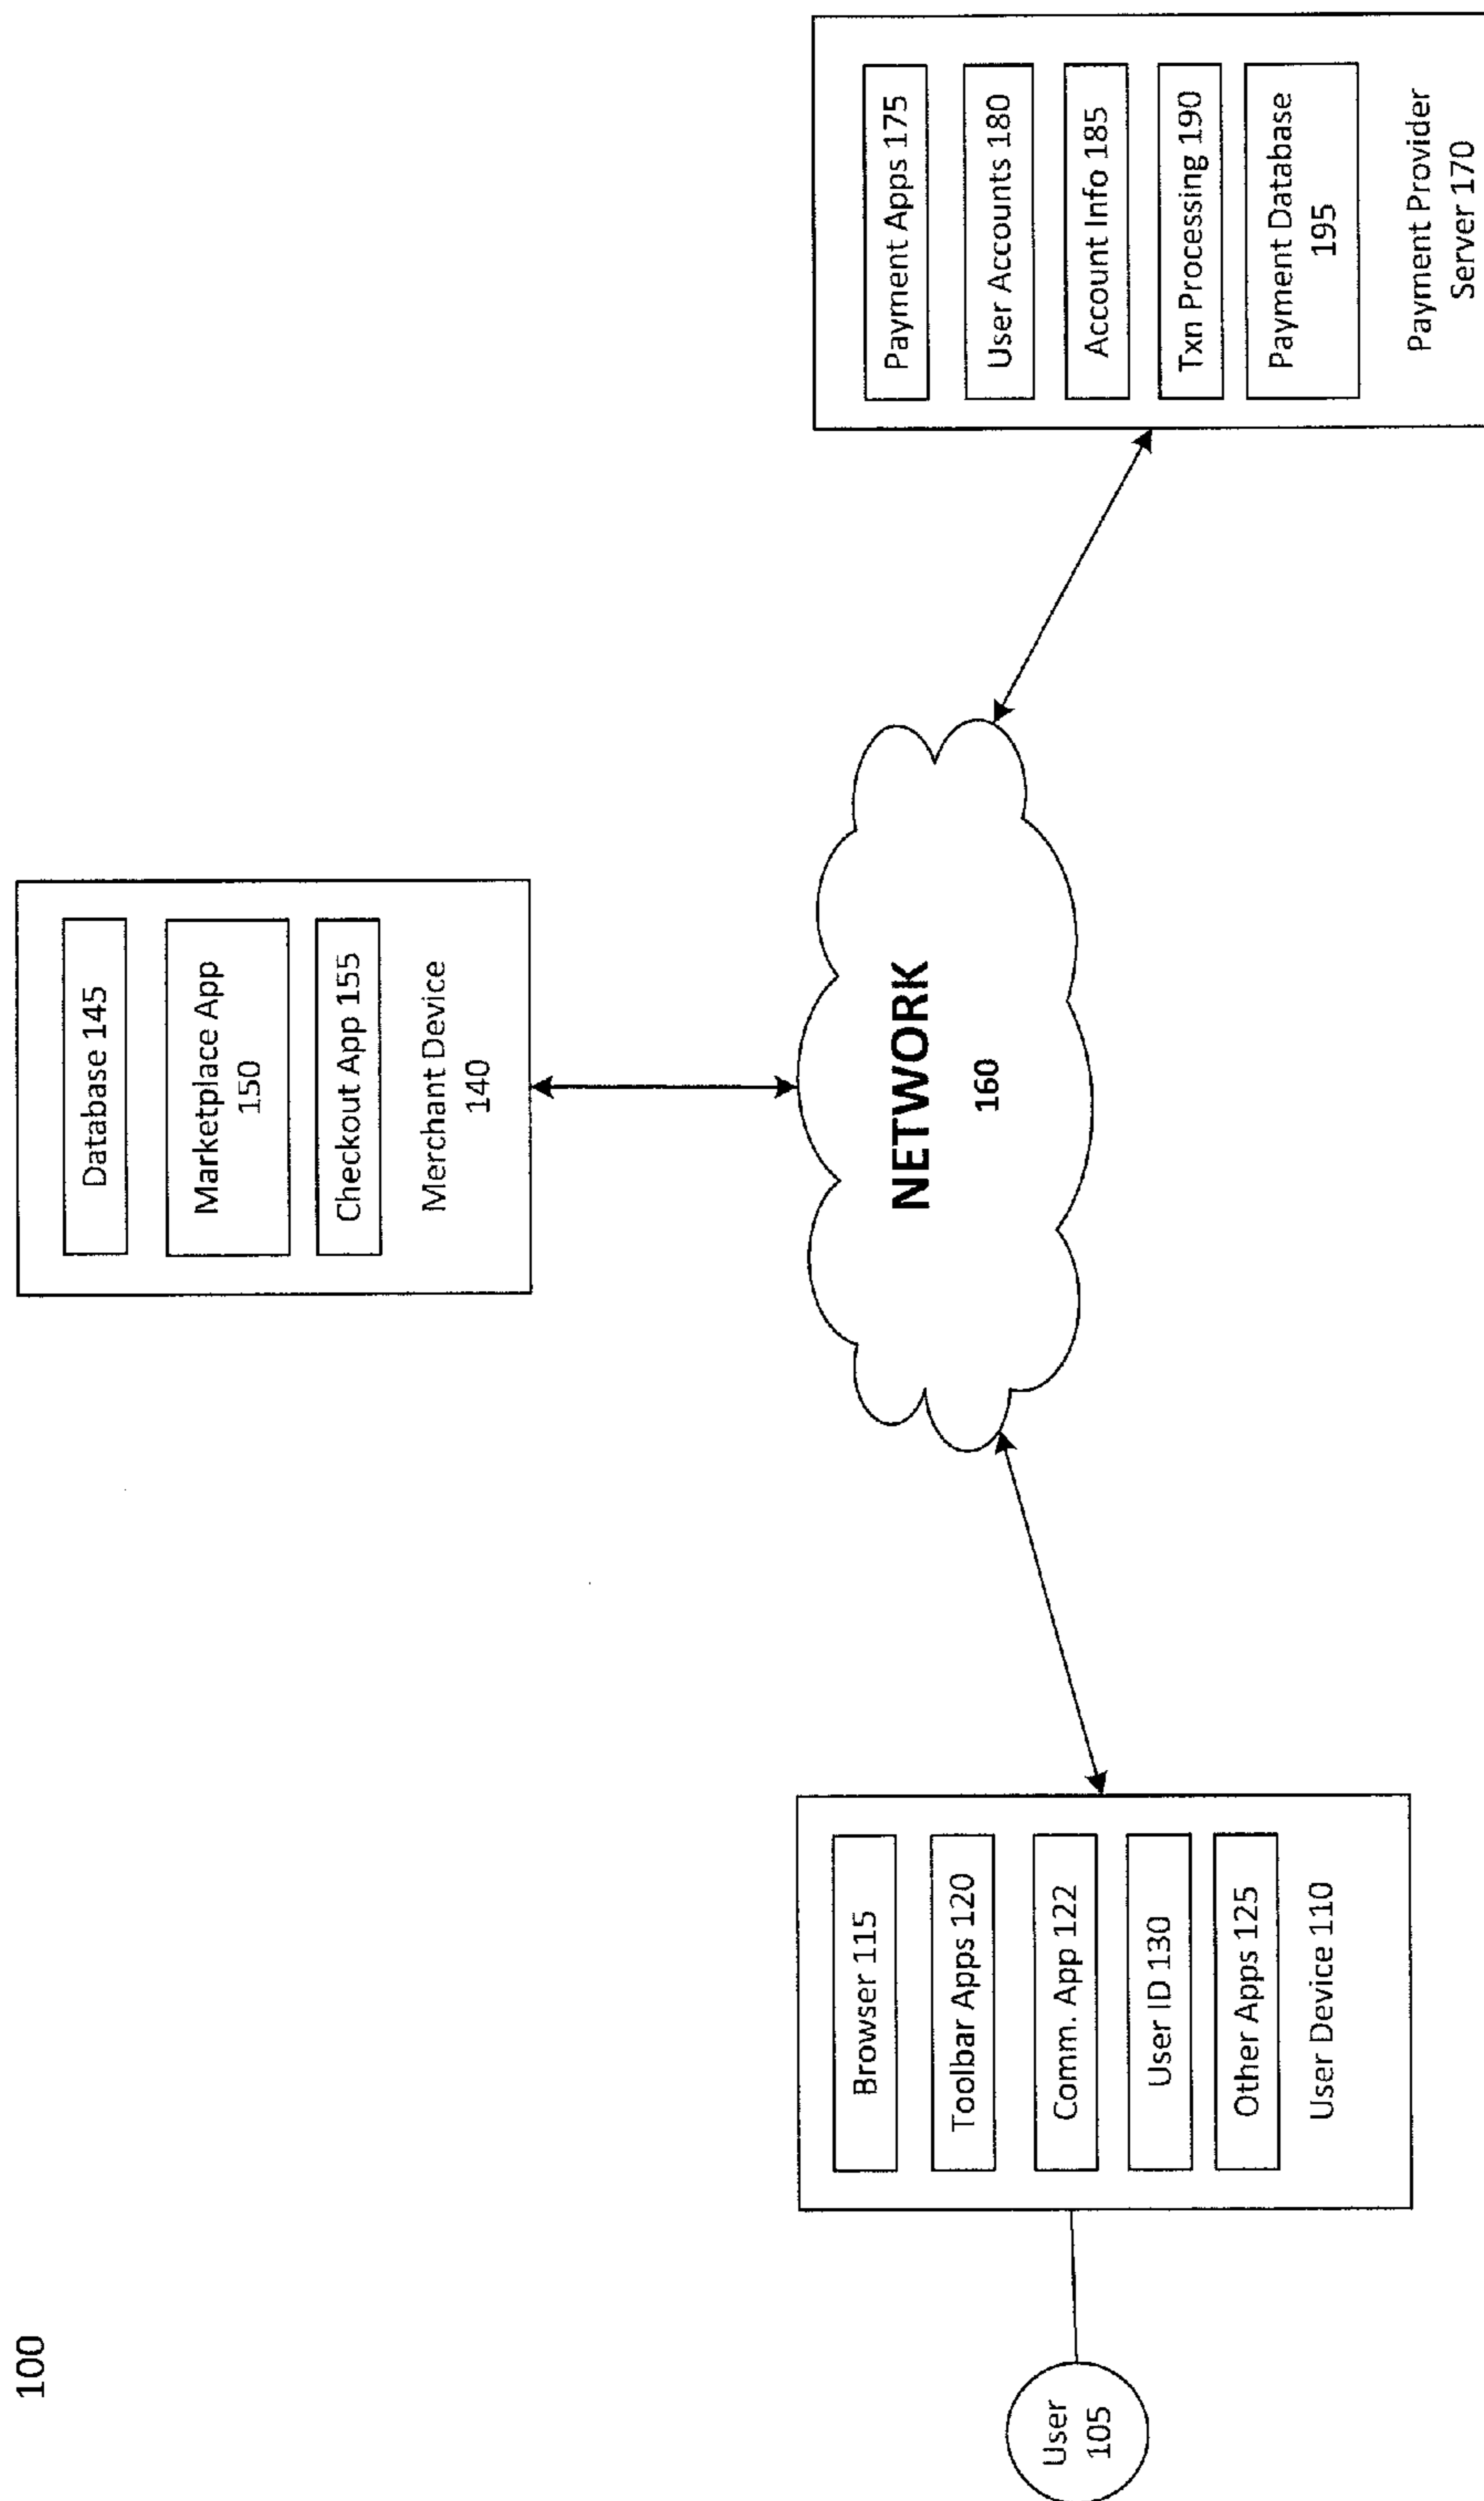 100
Database 145
Marketplace App
150
Checkout App 155
Merchant Device
140
User
105
Browser 115
Toolbar Apps 120
Comm. App 122
User ID 130
Other Apps 125
User Device 110
NETWORK
160
Payment Apps 175
User Accounts 180
Account Info 185
Txn Processing 190
Payment Database
195
Payment Provider
Server 170